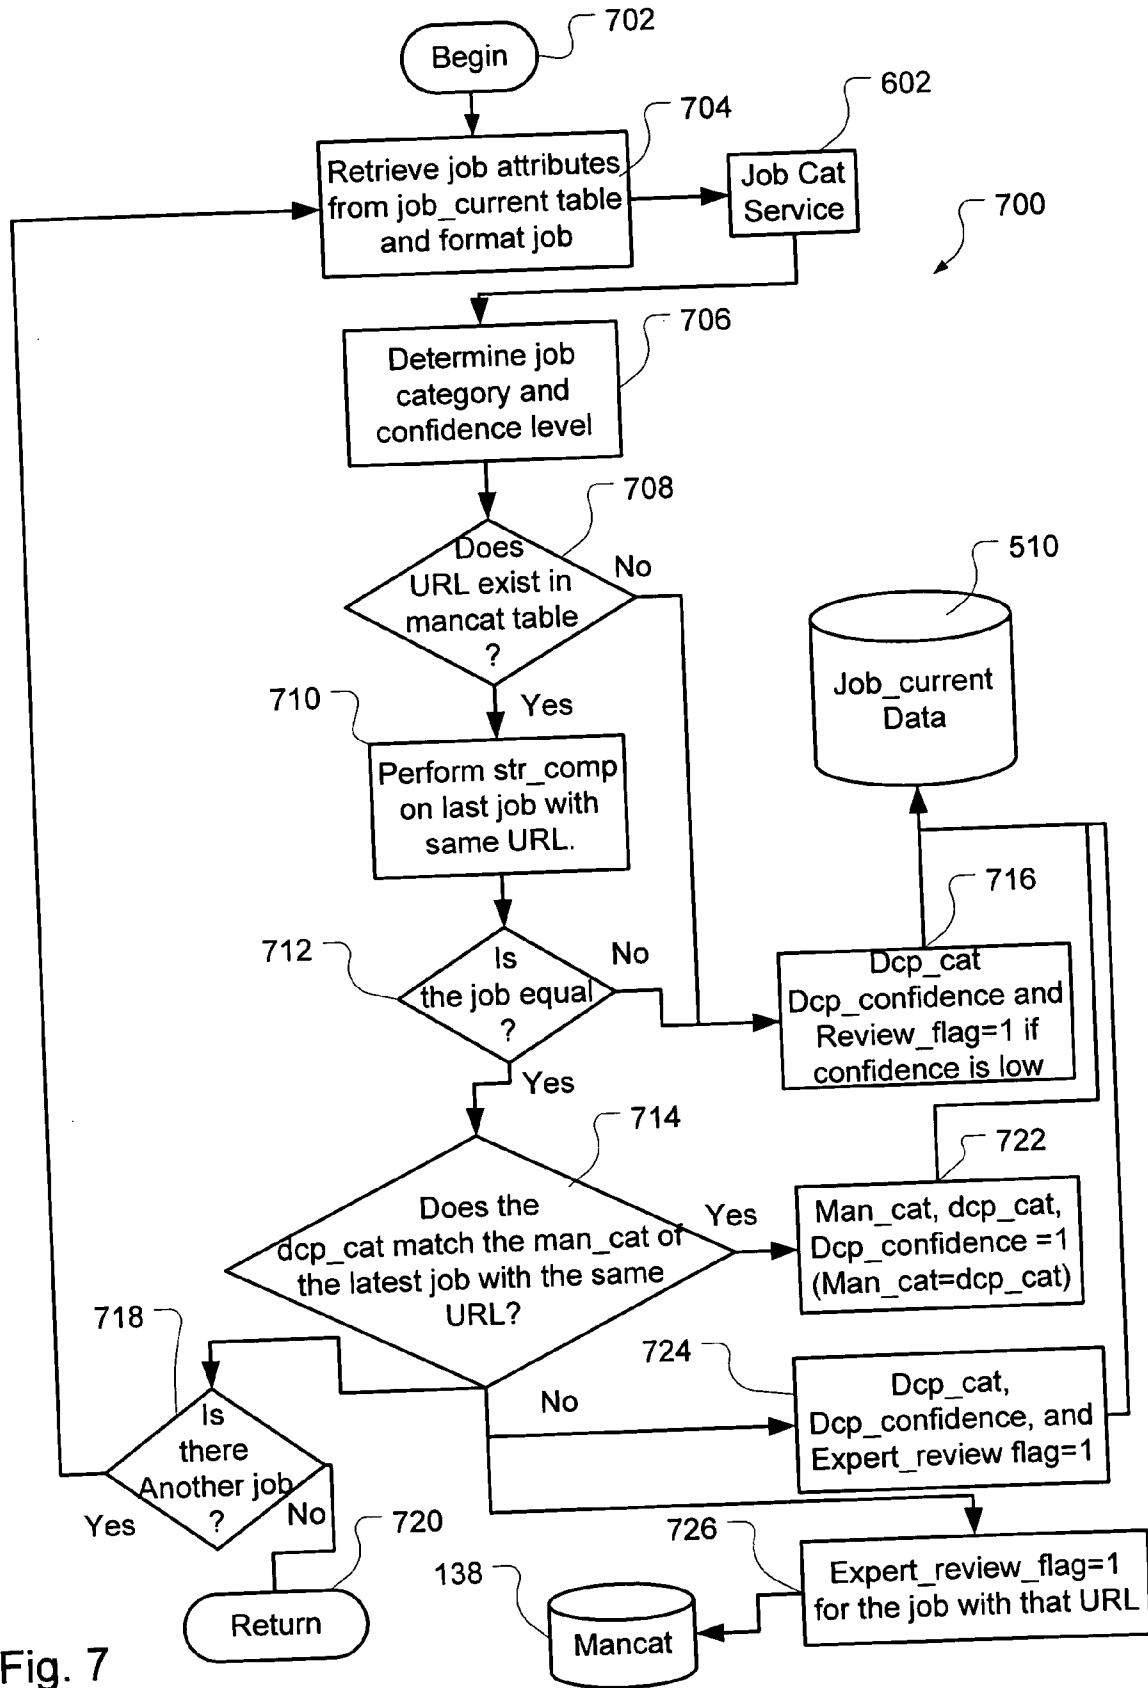 702
Begin
704
602
Retrieve job attributes
from job_current table
and format job
Job Cat
Service
700
706
Determine job
category and
confidence level
708
Does
URL exist in
mancat table
?
No
510
Job_current
Data
710
Yes
Perform str_comp
on last job with
same URL.
716
712
Is
the job equal
?
No
Dcp_cat
Dcp_confidence and
Review_flag=1 if
confidence is low
Yes
714
722
Does the
dcp_cat match the man_cat of
the latest job with the same
URL?
Yes
Man_cat, dcp_cat,
Dcp_confidence =1
(Man_cat=dcp_cat)
718
724
No
Dcp_cat,
Dcp_confidence, and
Expert_review flag=1
Is
there
Another job
?
Yes
No
720
726
Expert_review_flag=1
for the job with that URL
138
Return
Mancat
Fig. 7